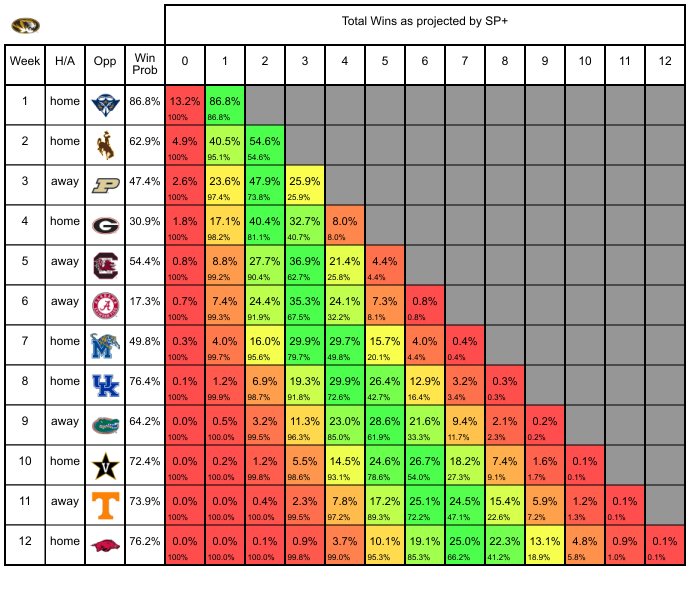 Total Wins as projected by SP+
Week H/A Opp Win Prob 0 1 2 3 4 5 6 7 8 9 10 11 12
1 home 86.8% 13.2% 86.8%
100% 86.8%
2 home 62.9% 4.9% 40.5% 54.6%
100% 95.1% 54.6%
3 away P 47.4% 2.6% 23.6% 47.9% 25.9%
100% 97.4% 73.8% 25.9%
4 home G 30.9% 1.8% 17.1% 40.4% 32.7% 8.0%
100% 98.2% 81.1% 40.7% 8.0%
5 away C 54.4% 0.8% 8.8% 27.7% 36.9% 21.4% 4.4%
100% 99.2% 90.4% 62.7% 25.8% 4.4%
6 away A 17.3% 0.7% 7.4% 24.4% 35.3% 24.1% 7.3% 0.8%
100% 99.3% 91.9% 67.5% 32.2% 8.1% 0.8%
7 home M 49.8% 0.3% 4.0% 16.0% 29.9% 29.7% 15.7% 4.0% 0.4%
100% 99.7% 95.6% 79.7% 49.8% 20.1% 4.4% 0.4%
8 home UK 76.4% 0.1% 1.2% 6.9% 19.3% 29.9% 26.4% 12.9% 3.2% 0.3%
100% 99.9% 98.7% 91.8% 72.6% 42.7% 16.4% 3.4% 0.3%
9 away 64.2% 0.0% 0.5% 3.2% 11.3% 23.0% 28.6% 21.6% 9.4% 2.1% 0.2%
100% 100.0% 99.5% 96.3% 85.0% 61.9% 33.3% 11.7% 2.3% 0.2%
10 home V 72.4% 0.0% 0.2% 1.2% 5.5% 14.5% 24.6% 26.7% 18.2% 7.4% 1.6% 0.1%
100% 100.0% 99.8% 98.6% 93.1% 78.6% 54.0% 27.3% 9.1% 1.7% 0.1%
11 away T 73.9% 0.0% 0.0% 0.4% 2.3% 7.8% 17.2% 25.1% 24.5% 15.4% 5.9% 1.2% 0.1%
100% 100.0% 100.0% 99.5% 97.2% 89.3% 72.2% 47.1% 22.6% 7.2% 1.3% 0.1%
12 home 76.2% 0.0% 0.0% 0.1% 0.9% 3.7% 10.1% 19.1% 25.0% 22.3% 13.1% 4.8% 0.9% 0.1%
100% 100.0% 100.0% 99.8% 99.0% 95.3% 85.3% 66.2% 41.2% 18.9% 5.8% 1.0% 0.1%